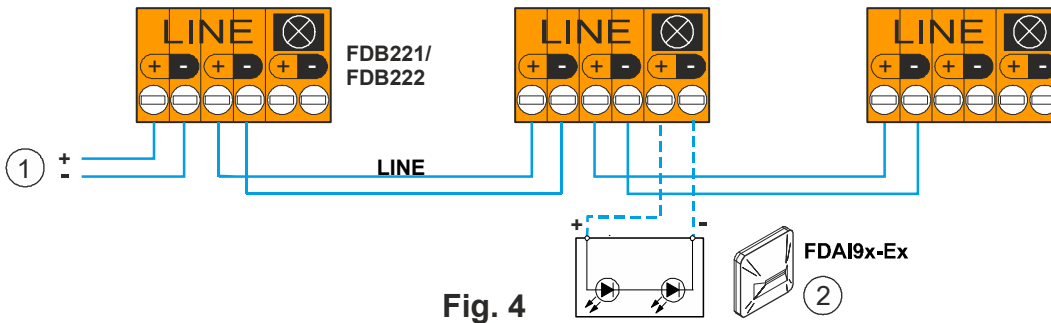 LINE LINE LINE
+ - + - + - + - + - + - + - + - + -
FDB221/
FDB222
1 + -
LINE
+ -
FDAI9x-Ex
2
Fig. 4